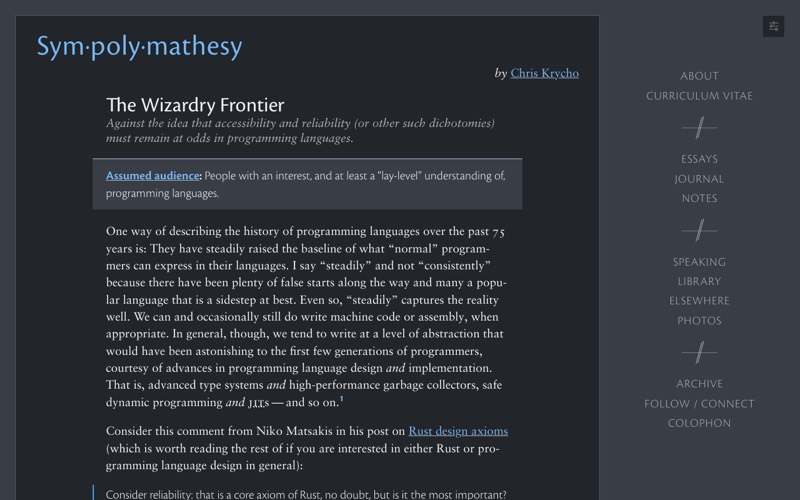 Sym·poly·mathesy
by Chris Krycho
The Wizardry Frontier
Against the idea that accessibility and reliability (or other such dichotomies)
must remain at odds in programming languages.
Assumed audience: People with an interest, and at least a “lay-level” understanding of,
programming languages.
One way of describing the history of programming languages over the past 75
years is: They have steadily raised the baseline of what “normal” program-
mers can express in their languages. I say “steadily” and not “consistently”
because there have been plenty of false starts along the way and many a popu-
lar language that is a sidestep at best. Even so, “steadily” captures the reality
well. We can and occasionally still do write machine code or assembly, when
appropriate. In general, though, we tend to write at a level of abstraction that
would have been astonishing to the first few generations of programmers,
courtesy of advances in programming language design and implementation.
That is, advanced type systems and high-performance garbage collectors, safe
dynamic programming and JITs — and so on.1
Consider this comment from Niko Matsakis in his post on Rust design axioms
(which is worth reading the rest of if you are interested in either Rust or pro-
gramming language design in general):
Consider reliability: that is a core axiom of Rust, no doubt, but is it the most important?
ABOUT
CURRICULUM VITAE
ESSAYS
JOURNAL
NOTES
SPEAKING
LIBRARY
ELSEWHERE
PHOTOS
ARCHIVE
FOLLOW / CONNECT
COLOPHON